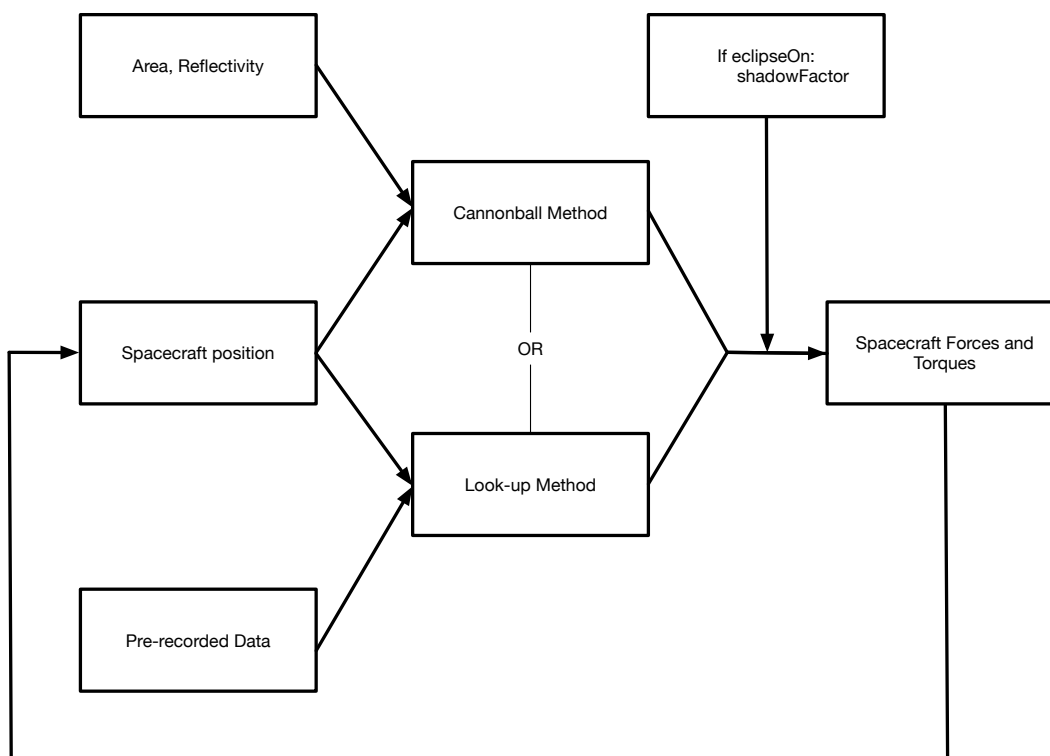 Area, Reflectivity
If eclipseOn:
shadowFactor
Cannonball Method
Spacecraft position
OR
Spacecraft Forces and
Torques
Look-up Method
Pre-recorded Data